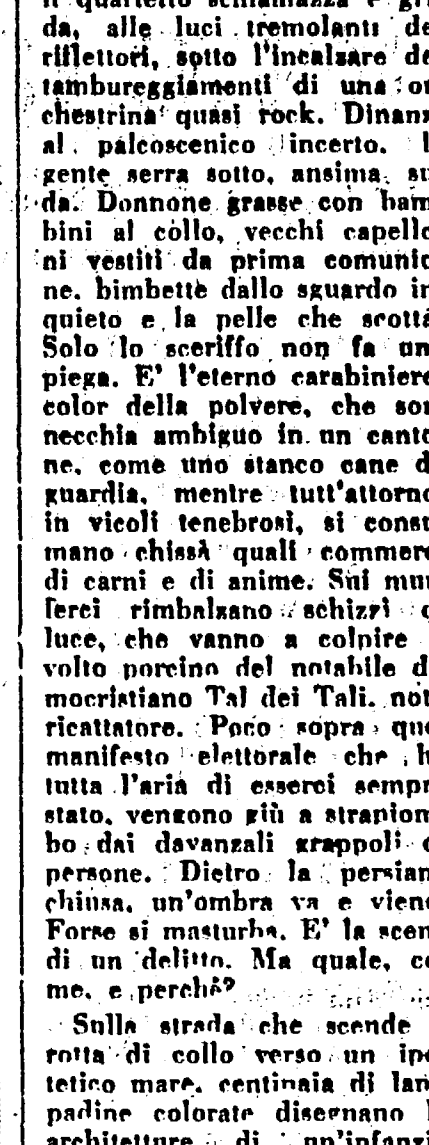 il quartetto schiamazza e gri
da, alle luci tremolanti de
riflettori, sotto l'incalzare de
tambureggiamenti di una or
chestrina quasi rock. Dinanz
al palcoscenico incerto, l
gente serra sotto, ansima, su
da. Donnone grasse con bam
bini al collo, vecchi capello
ni vestiti da prima comunio
ne, bimbette dallo sguardo in
quieto e la pelle che scotta
Solo lo sceriffo non fa un
piega. E' l'eterno carabiniere
color della polvere, che son
necchia ambiguo in un canto
ne, come uno stanco cane d
guardia, mentre tutt'attorno
in vicoli tenebrosi, si consu
mano chissà quali commerc
di carni e di anime. Sui mur
lerci rimbalzano schizzi d
luce, che vanno a colpire
volto porcino del notabile d
mocristiano Tal dei Tali, not
ricattatore. Poco sopra que
manifesto elettorale che h
tutta l'aria di esserci sempr
stato, vengono giù a strapiom
bo dai davanzali grappoli d
persone. Dietro la persian
chiusa, un'ombra va e viene
Forse si masturba. E' la scen
di un delitto. Ma quale, co
me, e perchè?
Sulla strada che scende
rotta di collo verso un ipo
tetico mare, centinaia di lam
padine colorate disegnano l
architetture di un'infanzi